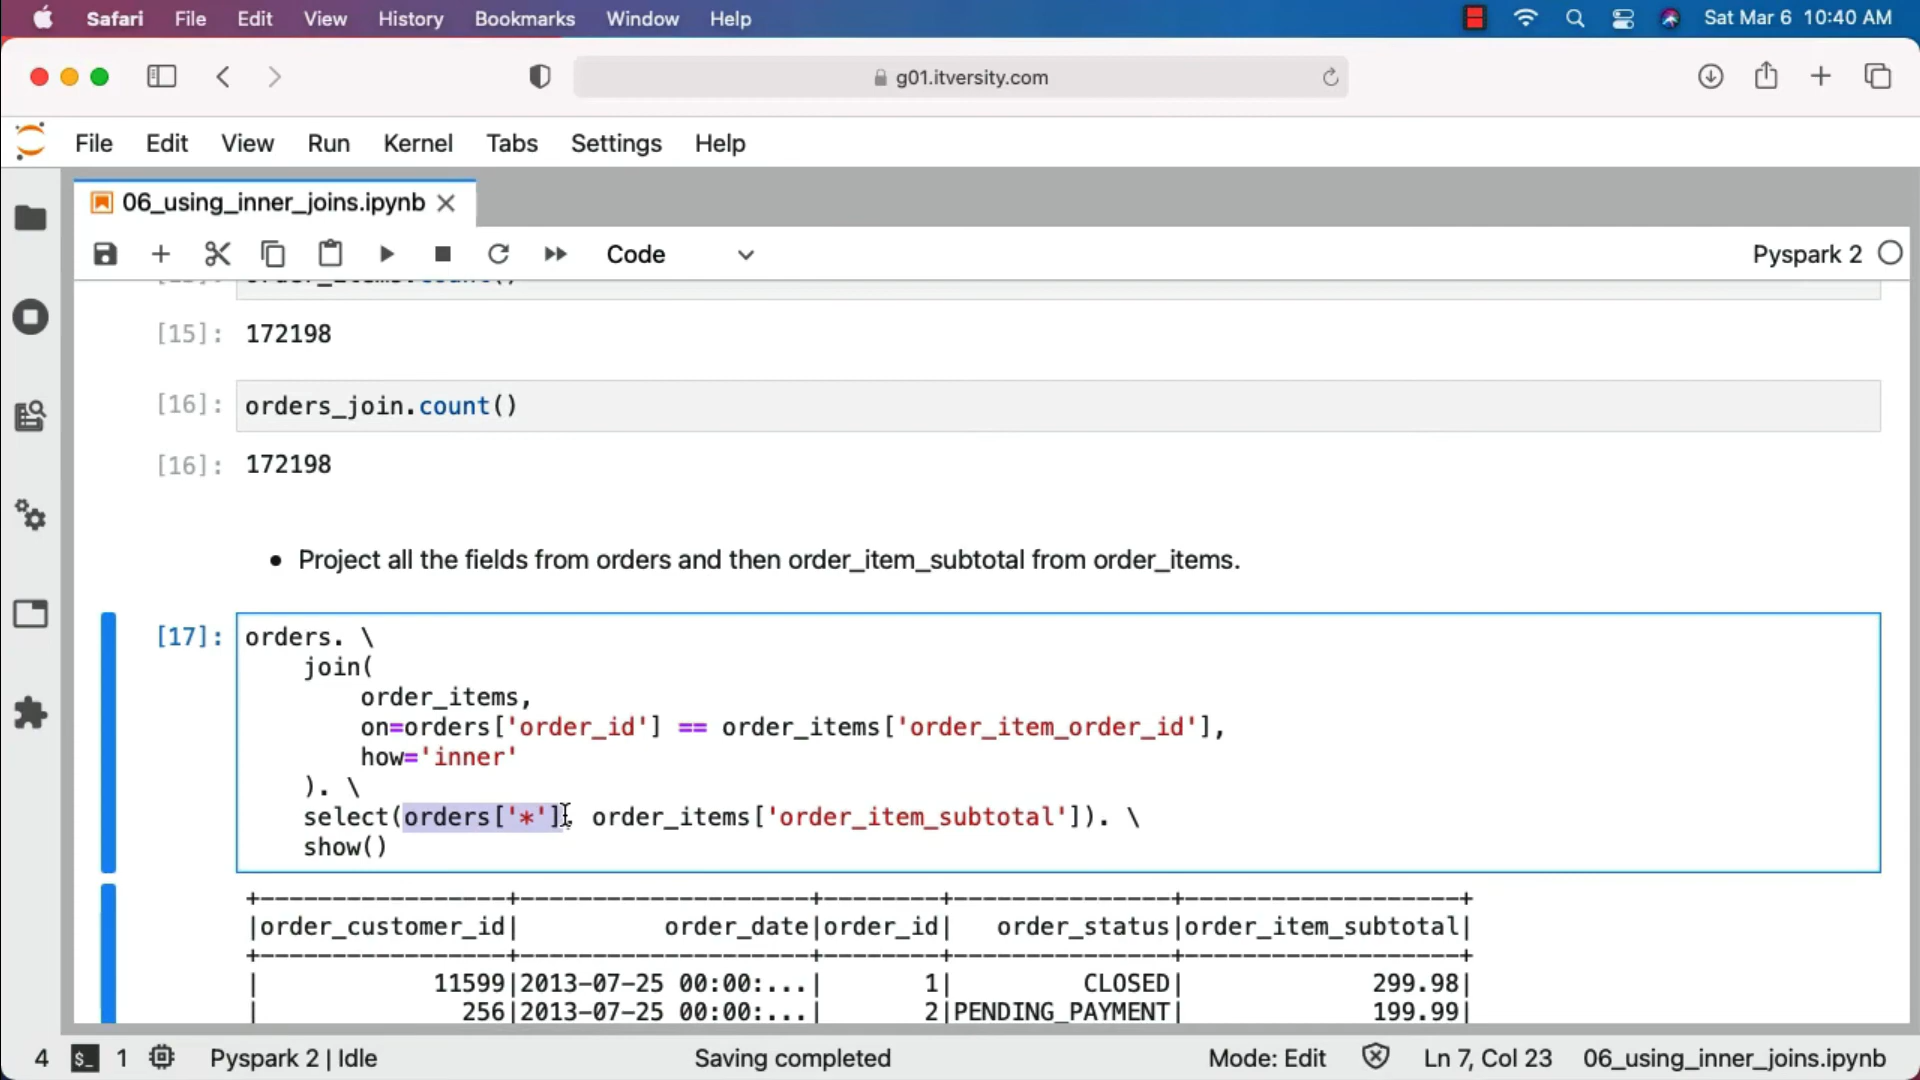 Safari File Edit View History Bookmarks Window Help Sat Mar 6 10:40 AM
g01.itversity.com
File Edit View Run Kernel Tabs Settings Help
06_using_inner_joins.ipynb
Code Pyspark 2
[15]: 172198
[16]: orders_join.count()
[16]: 172198
• Project all the fields from orders and then order_item_subtotal from order_items.
[17]: orders. \
join(
order_items,
on=orders['order_id'] == order_items['order_item_order_id'],
how='inner'
). \
select(orders['*'], order_items['order_item_subtotal']). \
show()
+-----------------+--------------------+--------+---------------+-------------------+
|order_customer_id| order_date|order_id| order_status|order_item_subtotal|
+-----------------+--------------------+--------+---------------+-------------------+
| 11599|2013-07-25 00:00:...| 1| CLOSED| 299.98|
| 256|2013-07-25 00:00:...| 2|PENDING_PAYMENT| 199.99|
4 $_ 1 Pyspark 2 | Idle Saving completed Mode: Edit Ln 7, Col 23 06_using_inner_joins.ipynb